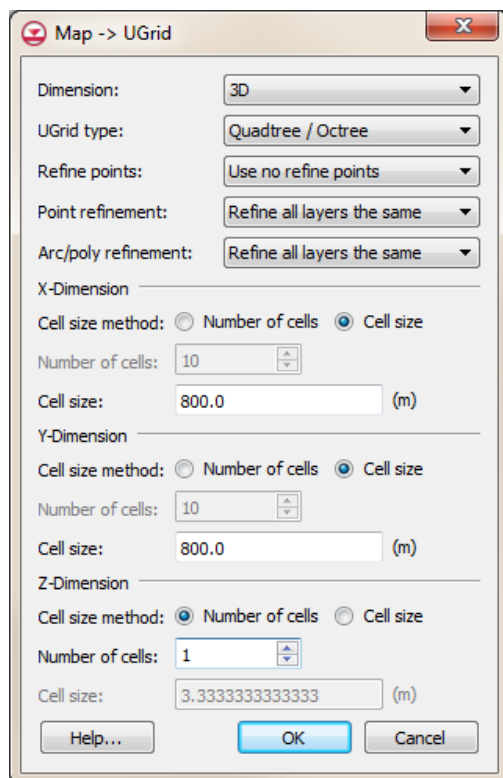 Map -> UGrid
Dimension: 3D
UGrid type: Quadtree / Octree
Refine points: Use no refine points
Point refinement: Refine all layers the same
Arc/poly refinement: Refine all layers the same
X-Dimension
Cell size method: Number of cells Cell size
Number of cells: 10
Cell size: 800.0 (m)
Y-Dimension
Cell size method: Number of cells Cell size
Number of cells: 10
Cell size: 800.0 (m)
Z-Dimension
Cell size method: Number of cells Cell size
Number of cells: 1
Cell size: 3.3333333333333 (m)
Help... OK Cancel